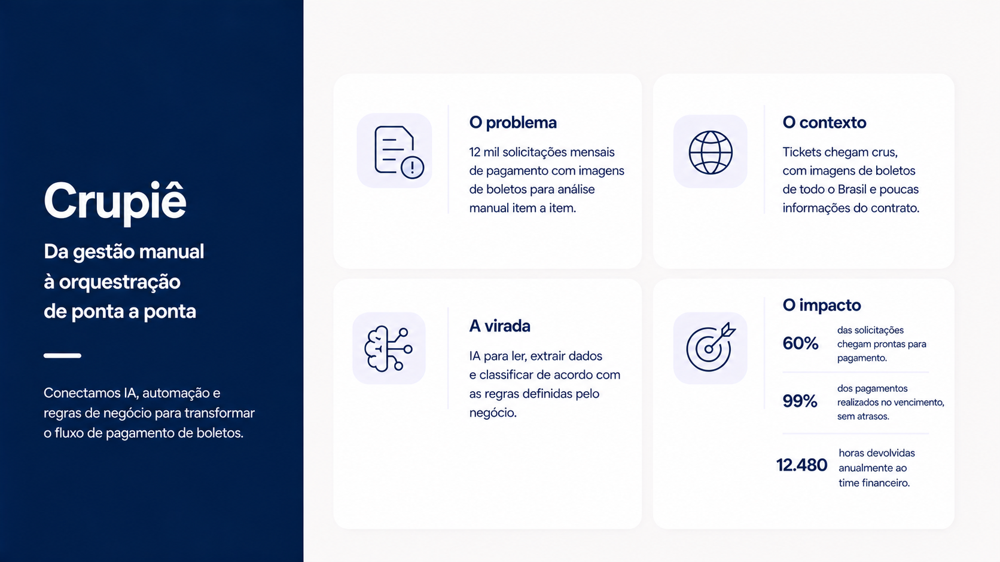 Crupiê
Da gestão manual
à orquestração
de ponta a ponta
Conectamos IA, automação e
regras de negócio para transformar
o fluxo de pagamento de boletos.
O problema
12 mil solicitações mensais
de pagamento com imagens
de boletos para análise
manual item a item.
O contexto
Tickets chegam crus,
com imagens de boletos
de todo o Brasil e poucas
informações do contrato.
A virada
IA para ler, extrair dados
e classificar de acordo com
as regras definidas pelo
negócio.
O impacto
60%
das solicitações
chegam prontas para
pagamento.
99%
dos pagamentos
realizados no vencimento,
sem atrasos.
12.480
horas devolvidas
anualmente ao
time financeiro.